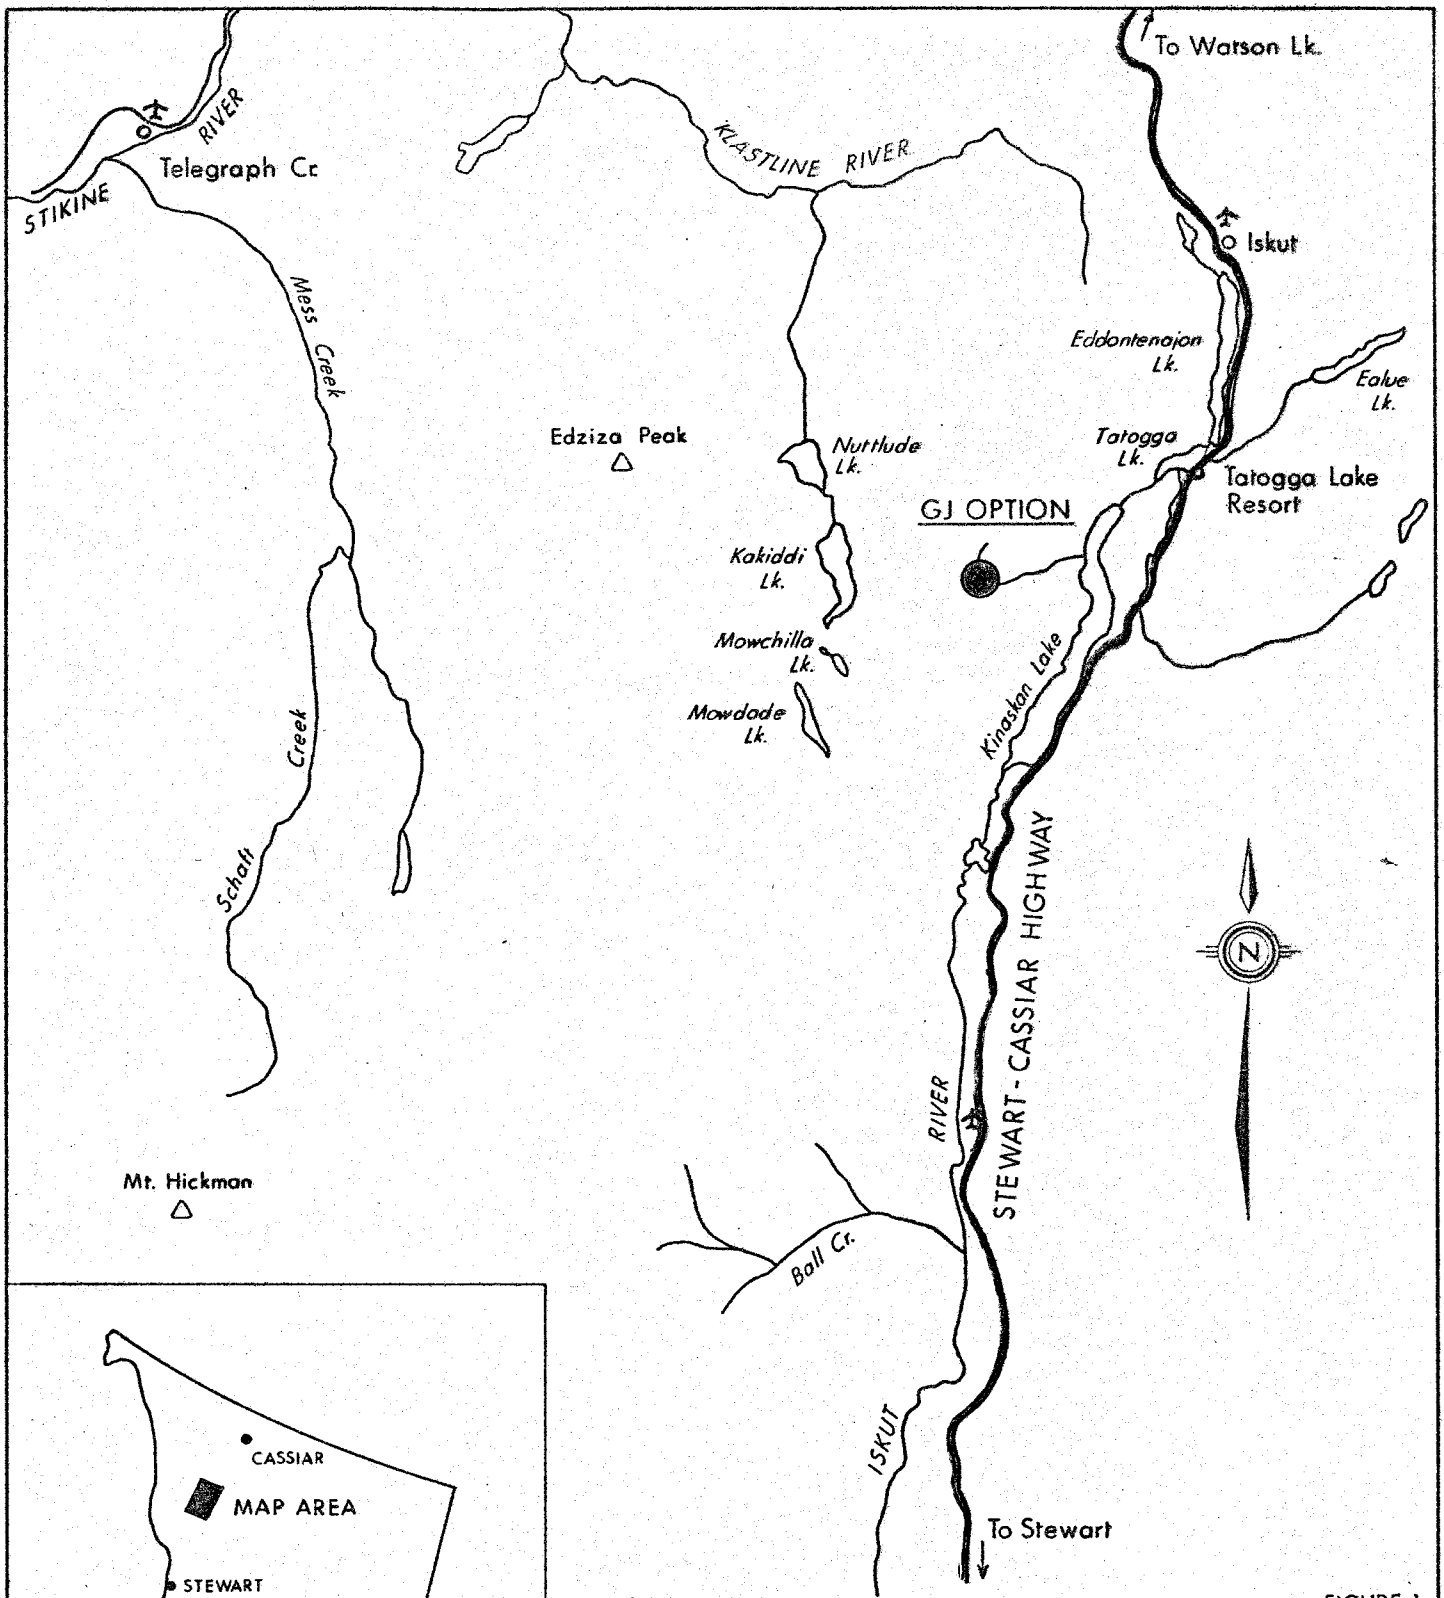 To Watson Lk.
STIKINE RIVER
Telegraph Cr.
KLASTLINE RIVER
Iskut
Mess Creek
Eddontenajon
Lk.
Ealue
Lk.
Edziza Peak
Nuttlude
Lk.
Tatogga
Lk.
Tatogga Lake
Resort
GJ OPTION
Kakiddi
Lk.
Mowchilla
Lk.
Mowdade
Lk.
Kinaskan Lake
Schaft Creek
STEWART-CASSIAR HIGHWAY
N
ISKUT RIVER
Mt. Hickman
Ball Cr.
CASSIAR
MAP AREA
To Stewart
STEWART
FIGURE 1